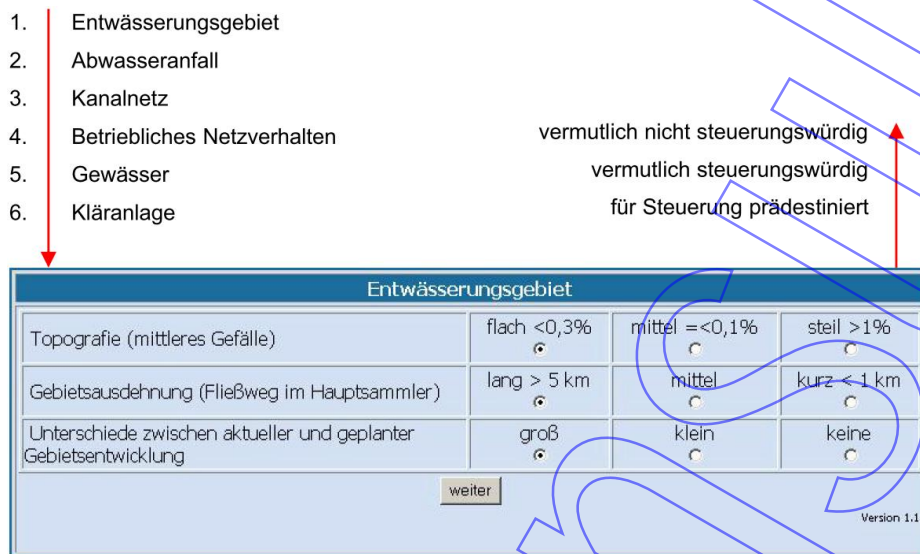 1. Entwässerungsgebiet
2. Abwasseranfall
3. Kanalnetz
4. Betriebliches Netzverhalten
5. Gewässer
6. Kläranlage
vermutlich nicht steuerungswürdig
vermutlich steuerungswürdig
für Steuerung prädestiniert
Entwässerungsgebiet
Topografie (mittleres Gefälle) flach <0,3% mittel =<0,1% steil >1%
Gebietsausdehnung (Fließweg im Hauptsammler) lang > 5 km mittel kurz < 1 km
Unterschiede zwischen aktueller und geplanter
Gebietsentwicklung groß klein keine
weiter
Version 1.1